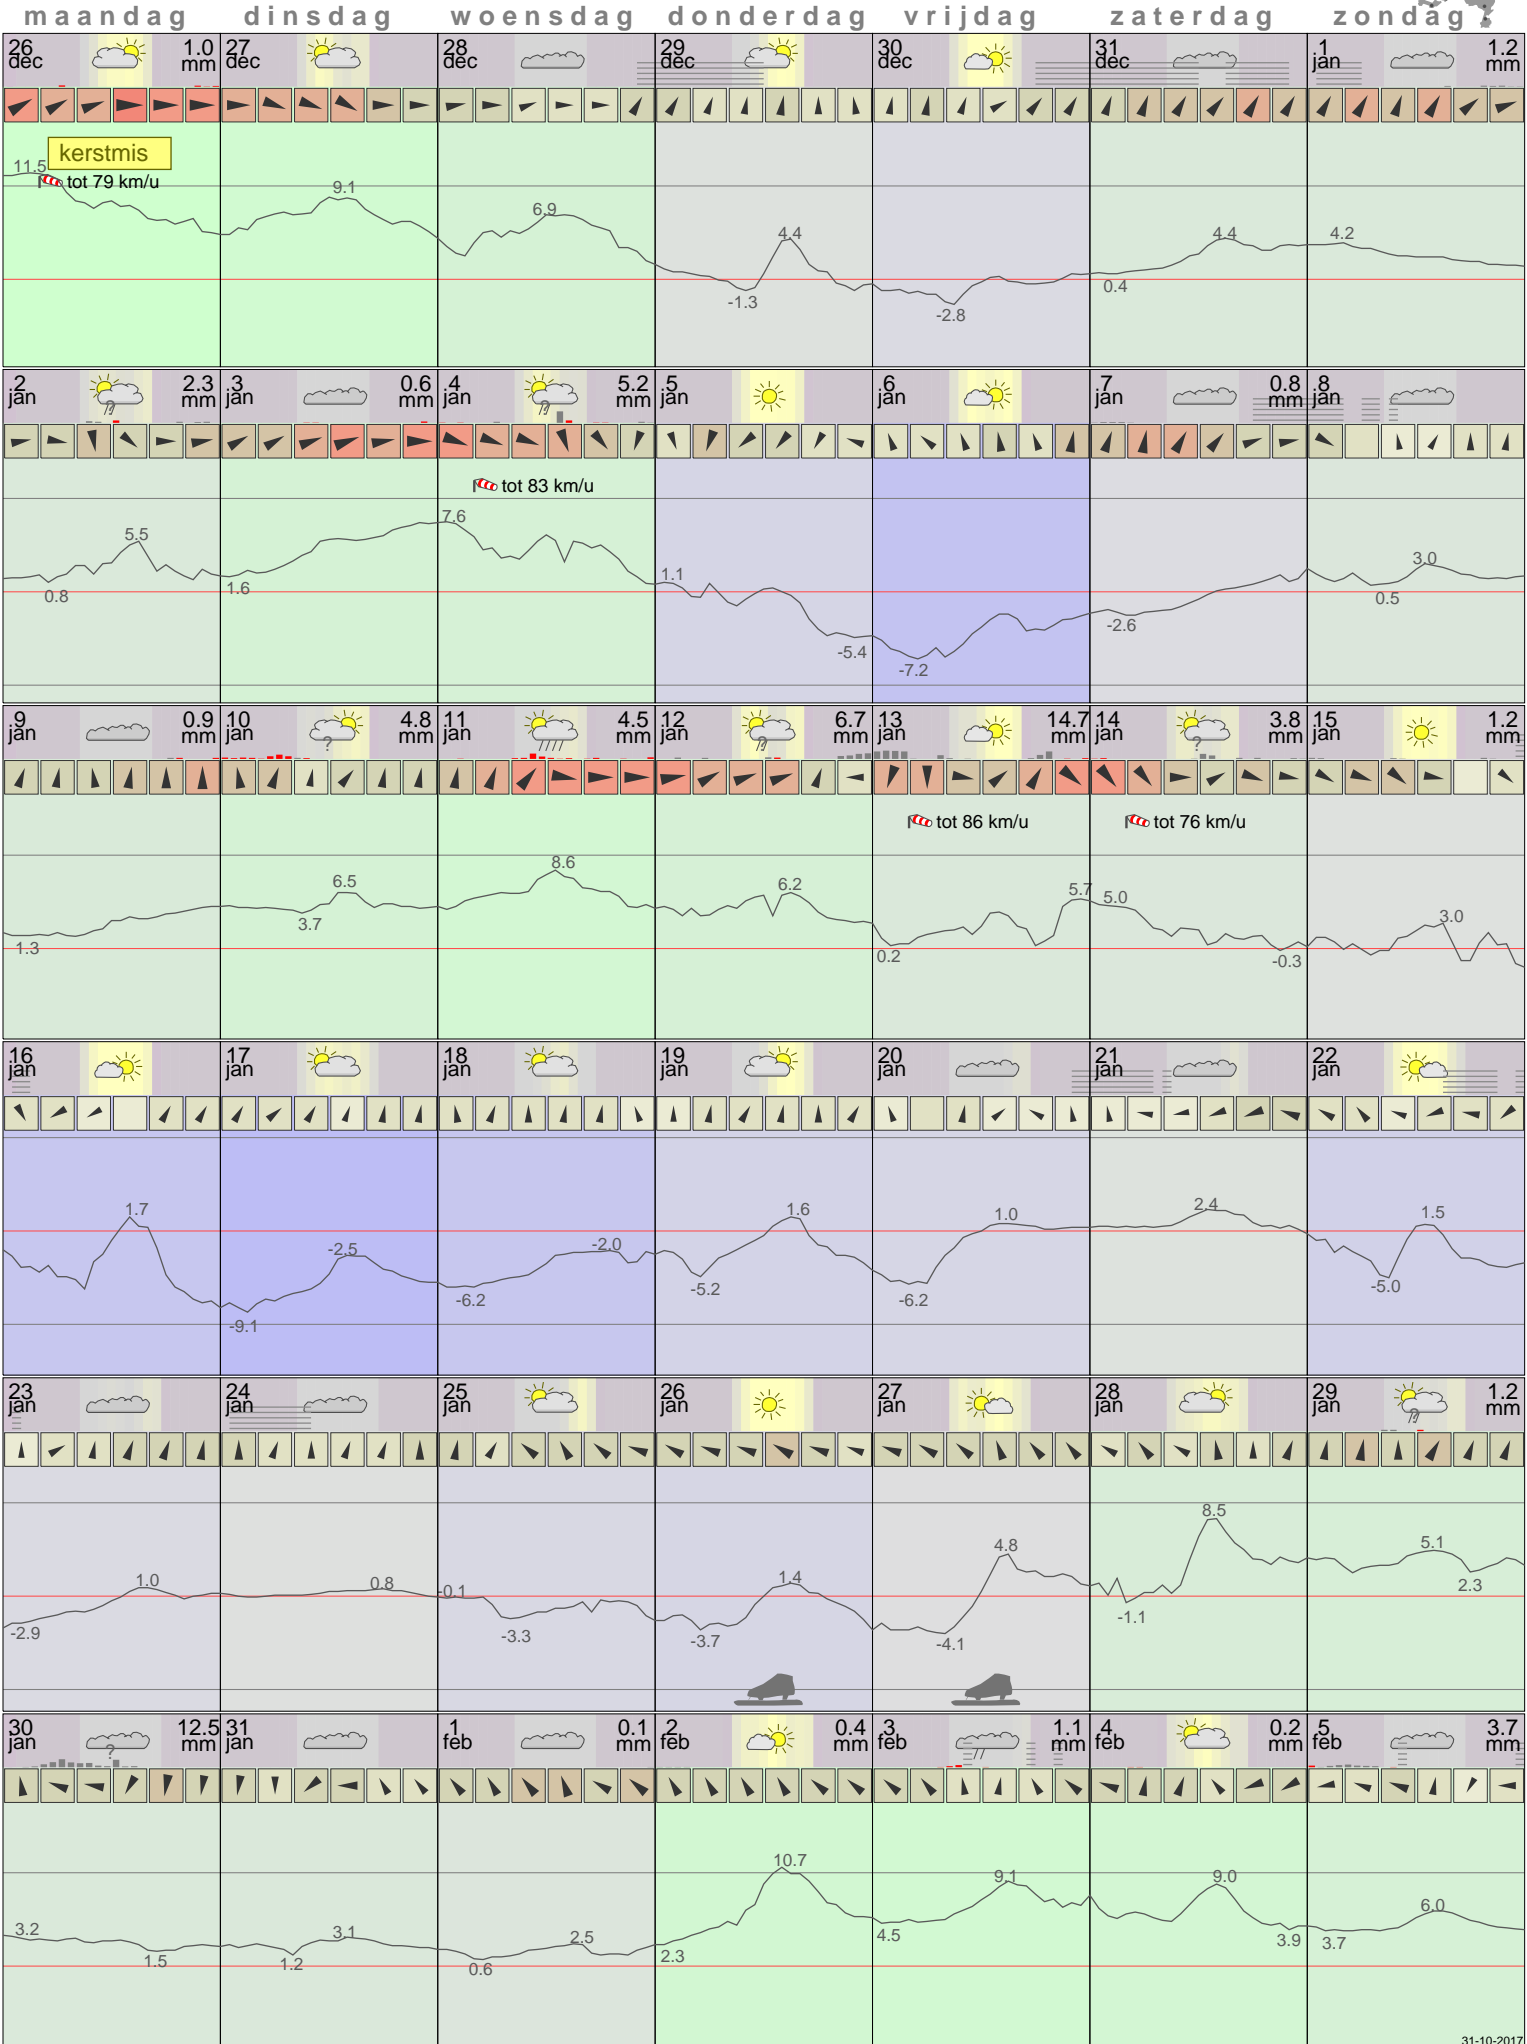 maandag dinsdag woensdag donderdag vrijdag zaterdag zondag
26 dec 1.0 mm 27 dec 28 dec 29 dec 30 dec 31 dec 1 jan 1.2 mm
kerstmis
11.5 tot 79 km/u 9.1 6.9 4.4 4.4 4.2
-1.3 -2.8 0.4
2 jan 2.3 mm 3 jan 0.6 mm 4 jan 5.2 mm 5 jan 6 jan 7 jan 0.8 mm 8 jan
tot 83 km/u
5.5 7.6 1.1 3.0
0.8 1.6 -5.4 -7.2 -2.6 0.5
9 jan 0.9 mm 10 jan ? 4.8 mm 11 jan 4.5 mm 12 jan ? 6.7 mm 13 jan 14.7 mm 14 jan ? 3.8 mm 15 jan 1.2 mm
tot 86 km/u tot 76 km/u
6.5 8.6 6.2 5.7 5.0 3.0
1.3 3.7 0.2 -0.3
16 jan 17 jan 18 jan 19 jan 20 jan 21 jan 22 jan
1.7 -2.5 -2.0 1.6 1.0 2.4 1.5
-9.1 -6.2 -5.2 -6.2 -5.0
23 jan 24 jan 25 jan 26 jan 27 jan 28 jan 29 jan ? 1.2 mm
1.0 0.8 -0.1 1.4 4.8 8.5 5.1
-2.9 -3.3 -3.7 -4.1 -1.1 2.3
30 jan ? 12.5 mm 31 jan 1 feb 0.1 mm 2 feb 0.4 mm 3 feb 1.1 mm 4 feb 0.2 mm 5 feb 3.7 mm
3.2 3.1 2.5 10.7 9.1 9.0 6.0
1.5 1.2 0.6 2.3 4.5 3.9 3.7
31-10-2017